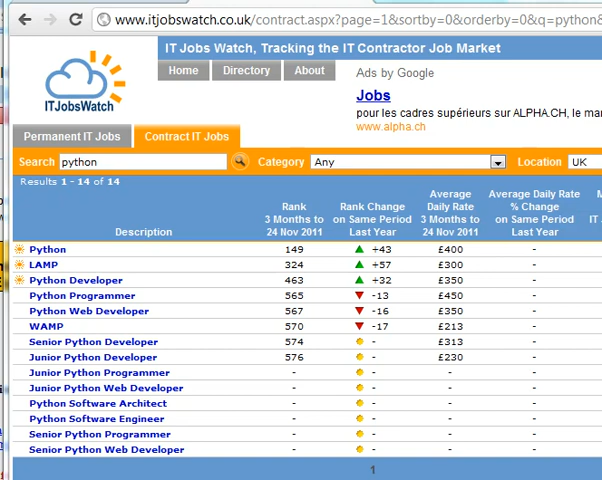 www.itjobswatch.co.uk/contract.aspx?page=1&sortby=0&orderby=0&q=python&
IT Jobs Watch, Tracking the IT Contractor Job Market
Home Directory About
Ads by Google
Jobs
pour les cadres supérieurs sur ALPHA.CH, le
www.alpha.ch
ITJobsWatch
Permanent IT Jobs Contract IT Jobs
Search python Category Any Location UK
Results 1 - 14 of 14
Description Rank 3 Months to 24 Nov 2011 Rank Change on Same Period Last Year Average Daily Rate 3 Months to 24 Nov 2011 Average Daily Rate % Change on Same Period Last Year
Python 149 +43 £400 -
LAMP 324 +57 £300 -
Python Developer 463 +32 £350 -
Python Programmer 565 -13 £450 -
Python Web Developer 567 -16 £350 -
WAMP 570 -17 £213 -
Senior Python Developer 574 - £313 -
Junior Python Developer 576 - £230 -
Junior Python Programmer - - - -
Junior Python Web Developer - - - -
Python Software Architect - - - -
Python Software Engineer - - - -
Senior Python Programmer - - - -
Senior Python Web Developer - - - -
1